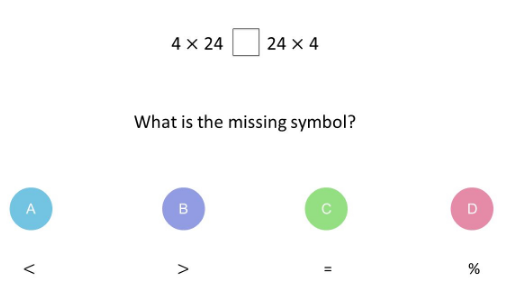 4 × 24 □ 24 × 4
What is the missing symbol?
A B C D
< > = %